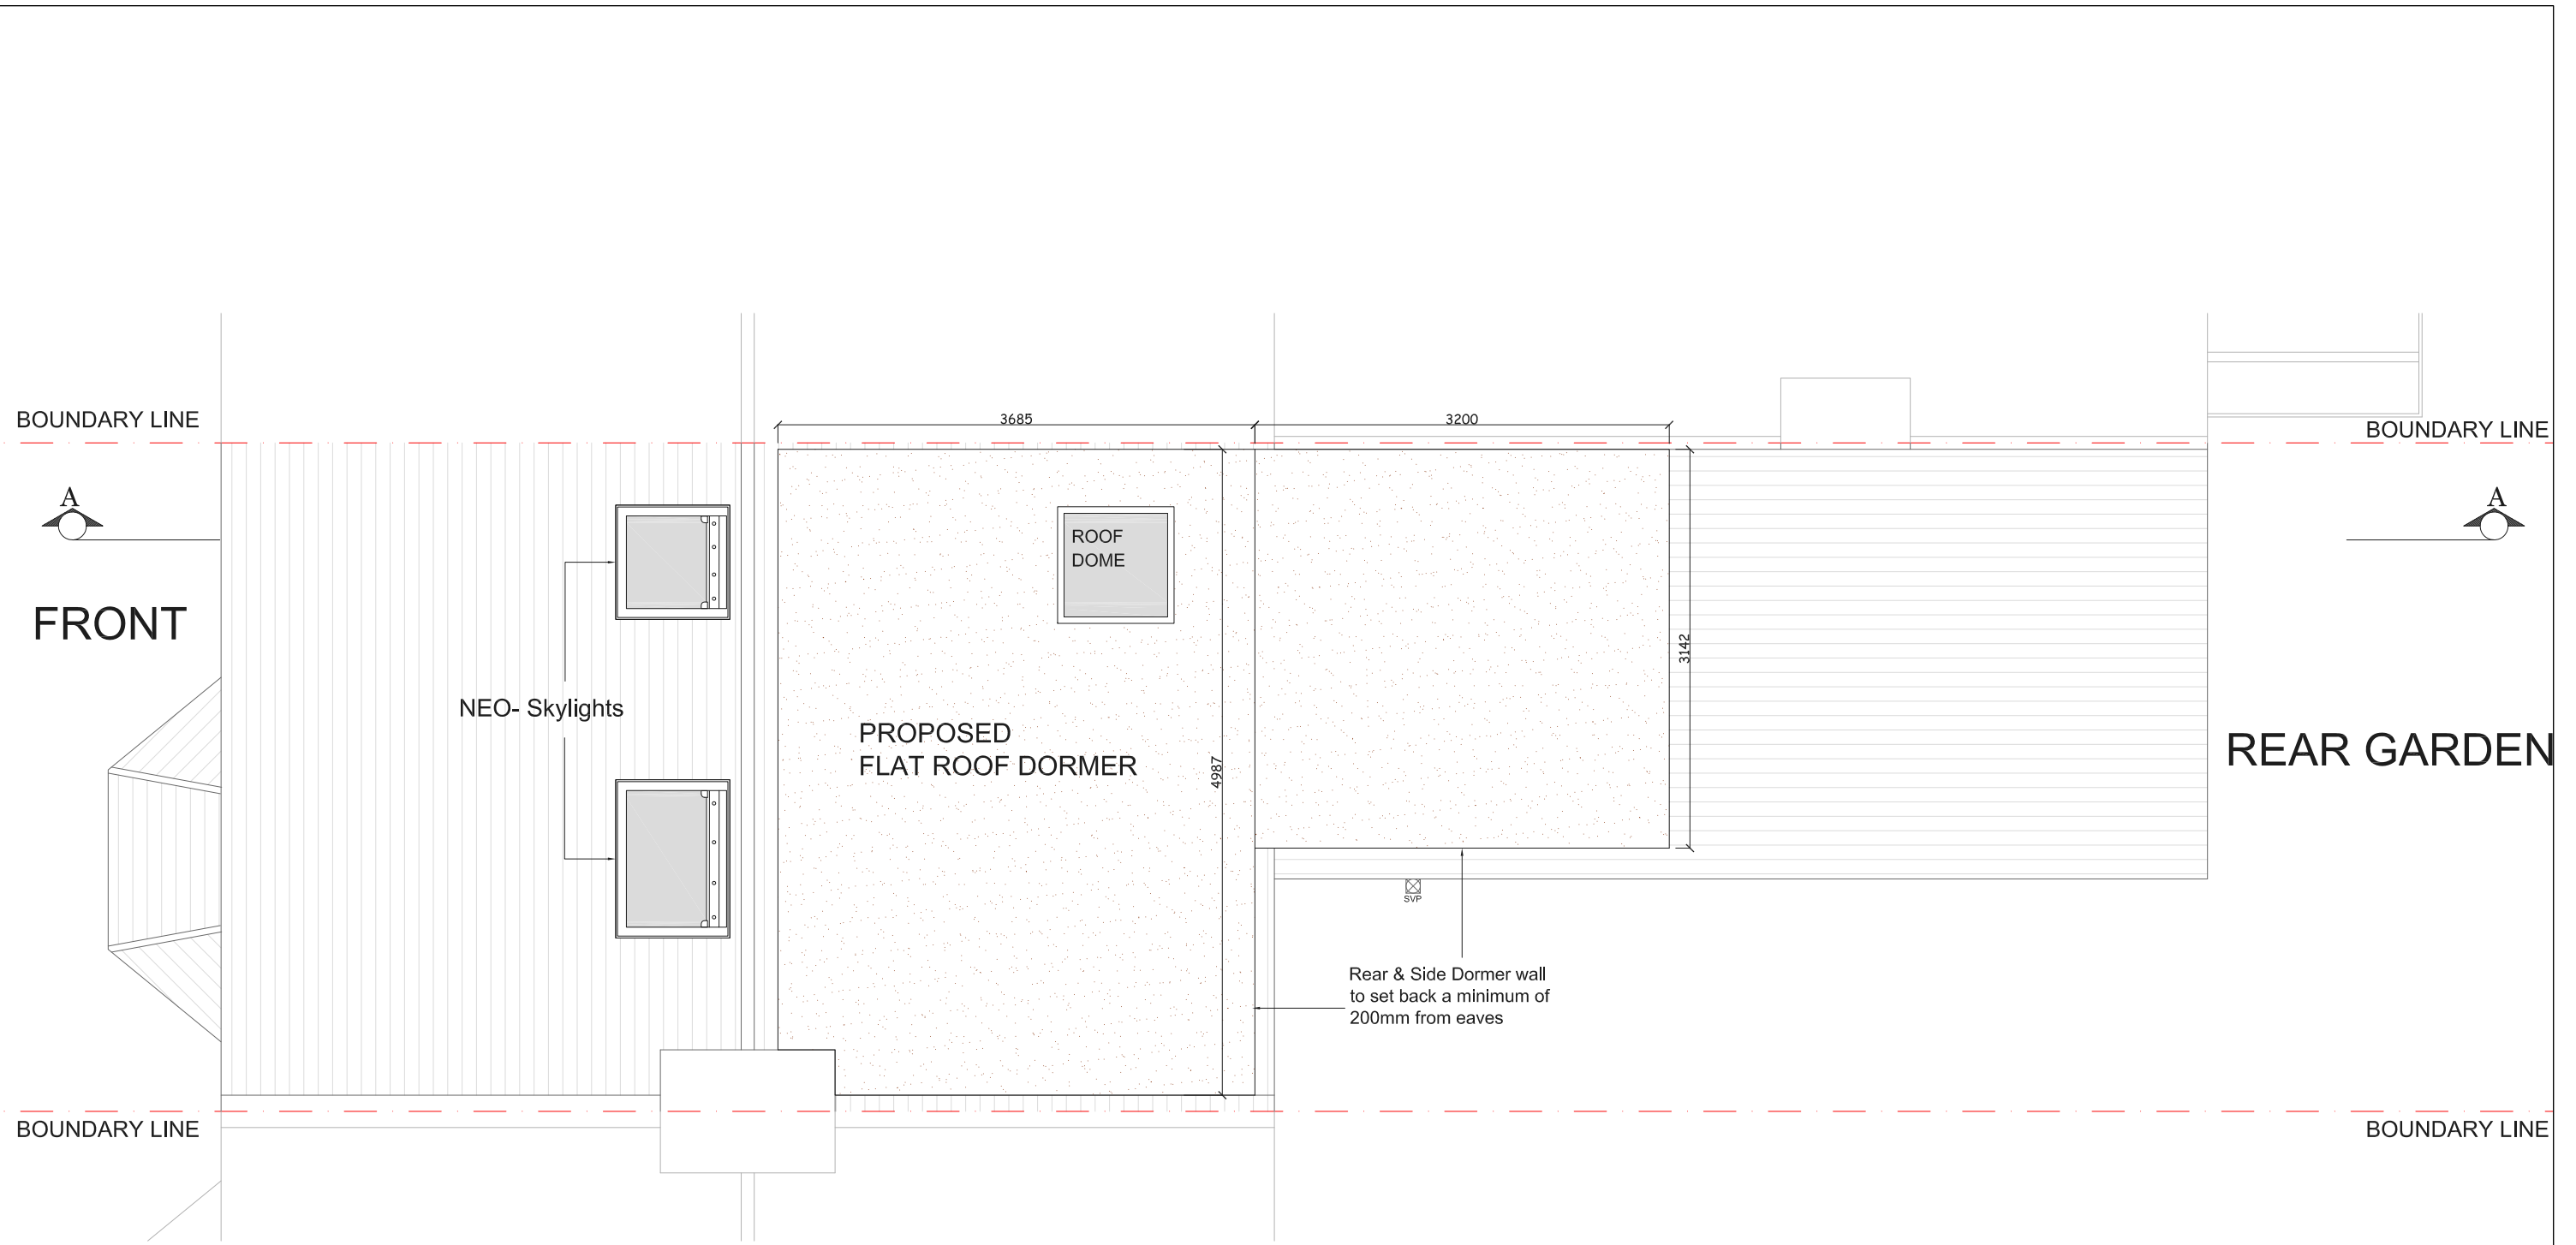 BOUNDARY LINE
3685
3200
BOUNDARY LINE
A
A
ROOF
DOME
FRONT
3142
NEO- Skylights
PROPOSED
FLAT ROOF DORMER
4987
REAR GARDEN
SVP
Rear & Side Dormer wall
to set back a minimum of
200mm from eaves
BOUNDARY LINE
BOUNDARY LINE